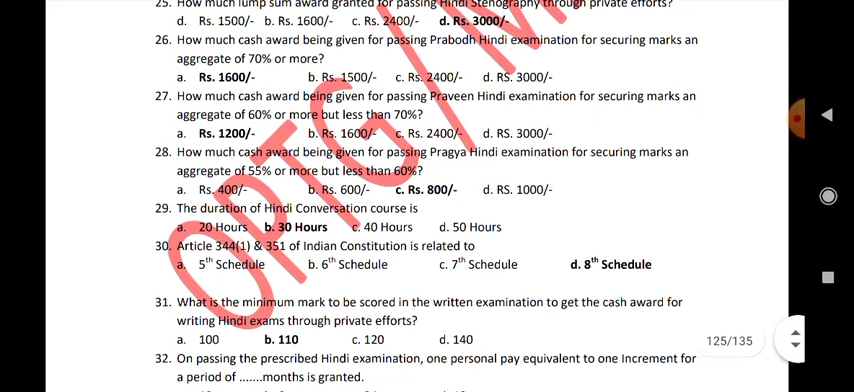 25. How much lump sum award granted for passing Hindi Stenography through private efforts?
d. Rs. 1500/- b. Rs. 1600/- c. Rs. 2400/- d. Rs. 3000/-
26. How much cash award being given for passing Prabodh Hindi examination for securing marks an
aggregate of 70% or more?
a. Rs. 1600/- b. Rs. 1500/- c. Rs. 2400/- d. RS. 3000/-
27. How much cash award being given for passing Praveen Hindi examination for securing marks an
aggregate of 60% or more but less than 70%?
a. Rs. 1200/- b. Rs. 1600/- c. Rs. 2400/- d. RS. 3000/-
28. How much cash award being given for passing Pragya Hindi examination for securing marks an
aggregate of 55% or more but less than 60%?
a. Rs. 400/- b. Rs. 600/- c. Rs. 800/- d. RS. 1000/-
29. The duration of Hindi Conversation course is
a. 20 Hours b. 30 Hours c. 40 Hours d. 50 Hours
30. Article 344(1) & 351 of Indian Constitution is related to
a. 5th Schedule b. 6th Schedule c. 7th Schedule d. 8th Schedule
31. What is the minimum mark to be scored in the written examination to get the cash award for
writing Hindi exams through private efforts?
a. 100 b. 110 c. 120 d. 140
125/135
32. On passing the prescribed Hindi examination, one personal pay equivalent to one Increment for
a period of .......months is granted.
OPTG / M